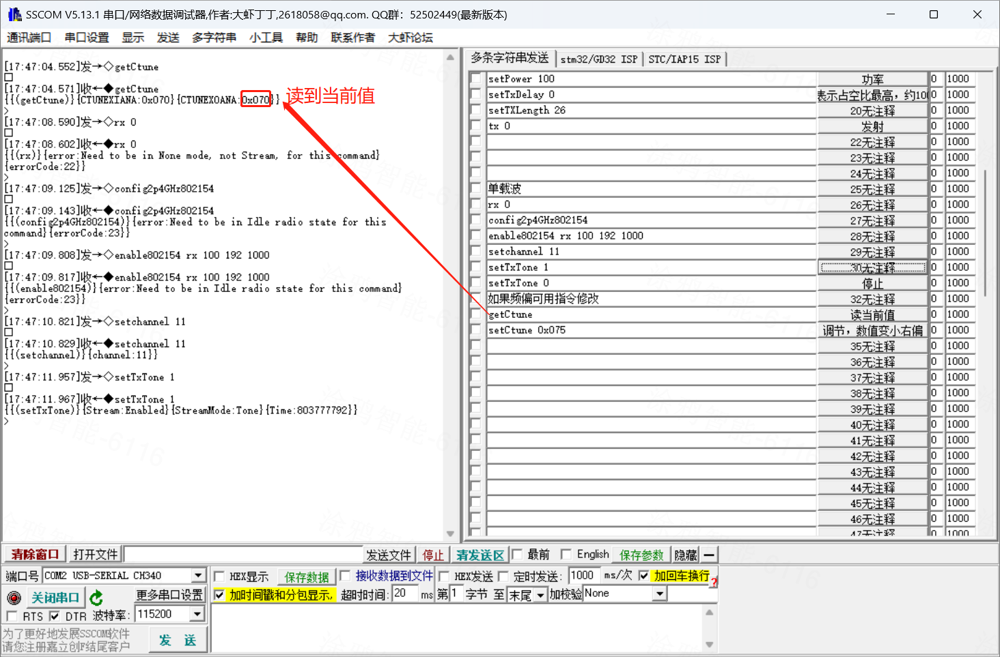 SSCOM V5.13.1 串口/网络数据调试器,作者:大虾丁丁,2618058@qq.com. QQ群: 52502449(最新版本)
通讯端口 串口设置 显示 发送 多字符串 小工具 帮助 联系作者 大虾论坛
[17:47:04.552]发→◇getCtune
□
[17:47:04.571]收←◆getCtune
{{(getCtune)}{CTUNEXIANA:0x070}{CTUNEXOANA:0x070}}
读到当前值
>
[17:47:08.590]发→◇rx 0
□
[17:47:08.602]收←◆rx 0
{{(rx)}{error:Need to be in None mode, not Stream, for this command}
{errorCode:22}}
>
[17:47:09.125]发→◇config2p4GHz802154
□
[17:47:09.143]收←◆config2p4GHz802154
{{(config2p4GHz802154)}{error:Need to be in Idle radio state for this
command}{errorCode:23}}
>
[17:47:09.808]发→◇enable802154 rx 100 192 1000
□
[17:47:09.817]收←◆enable802154 rx 100 192 1000
{{(enable802154)}{error:Need to be in Idle radio state for this command}
{errorCode:23}}
>
[17:47:10.821]发→◇setchannel 11
□
[17:47:10.829]收←◆setchannel 11
{{(setchannel)}{channel:11}}
>
[17:47:11.957]发→◇setTxTone 1
□
[17:47:11.967]收←◆setTxTone 1
{{(setTxTone)}{Stream:Enabled}{StreamMode:Tone}{Time:803777792}}
>
多条字符串发送 stm32/GD32 ISP STC/IAP15 ISP
setPower 100 功率 0 1000
setTxDelay 0 表示占空比最高，约10 0 1000
setTXLength 26 20无注释 0 1000
tx 0 发射 0 1000
22无注释 0 1000
23无注释 0 1000
24无注释 0 1000
单载波 25无注释 0 1000
rx 0 26无注释 0 1000
config2p4GHz802154 27无注释 0 1000
enable802154 rx 100 192 1000 28无注释 0 1000
setchannel 11 29无注释 0 1000
setTxTone 1 30无注释 0 1000
setTxTone 0 停止 0 1000
如果频偏可用指令修改 32无注释 0 1000
getCtune 读当前值 0 1000
setCtune 0x075 调节，数值变小右偏 0 1000
35无注释 0 1000
36无注释 0 1000
37无注释 0 1000
38无注释 0 1000
39无注释 0 1000
40无注释 0 1000
41无注释 0 1000
42无注释 0 1000
43无注释 0 1000
44无注释 0 1000
45无注释 0 1000
46无注释 0 1000
47无注释 0 1000
清除窗口 打开文件 发送文件 停止 清发送区 最前 English 保存参数 隐藏 —
端口号 COM2 USB-SERIAL CH340 HEX显示 保存数据 接收数据到文件 HEX发送 定时发送: 1000 ms/次 加回车换行 ?
关闭串口 更多串口设置 加时间戳和分包显示, 超时时间: 20 ms 第 1 字节 至 末尾 加校验 None
RTS DTR 波特率: 115200
为了更好地发展SSCOM软件
请您注册嘉立创F结尾客户
发 送
涂鸦智能-6116